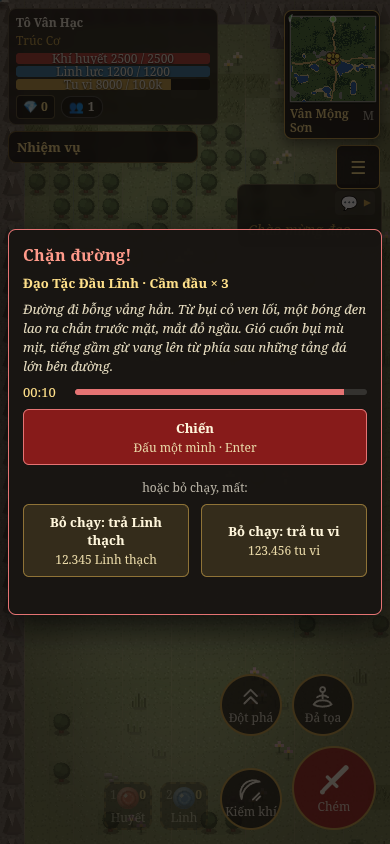 Tô Vân Hạc
Trúc Cơ
Khí huyết 2500 / 2500
Linh lực 1200 / 1200
Tu vi 8000 / 10.0k
0
1
Vân Mộng Sơn
M
Nhiệm vụ
Chặn đường!
Đạo Tặc Đầu Lĩnh · Cầm đầu × 3
Đường đi bỗng vắng hẳn. Từ bụi cỏ ven lối, một bóng đen
lao ra chắn trước mặt, mắt đỏ ngầu. Gió cuốn bụi mù
mịt, tiếng gầm gừ vang lên từ phía sau những tảng đá
lớn bên đường.
00:10
Chiến
Đấu một mình · Enter
hoặc bỏ chạy, mất:
Bỏ chạy: trả Linh
thạch
12.345 Linh thạch
Bỏ chạy: trả tu vi
123.456 tu vi
Đột phá
Đả tọa
Huyết
Linh
Kiếm khí
Chém